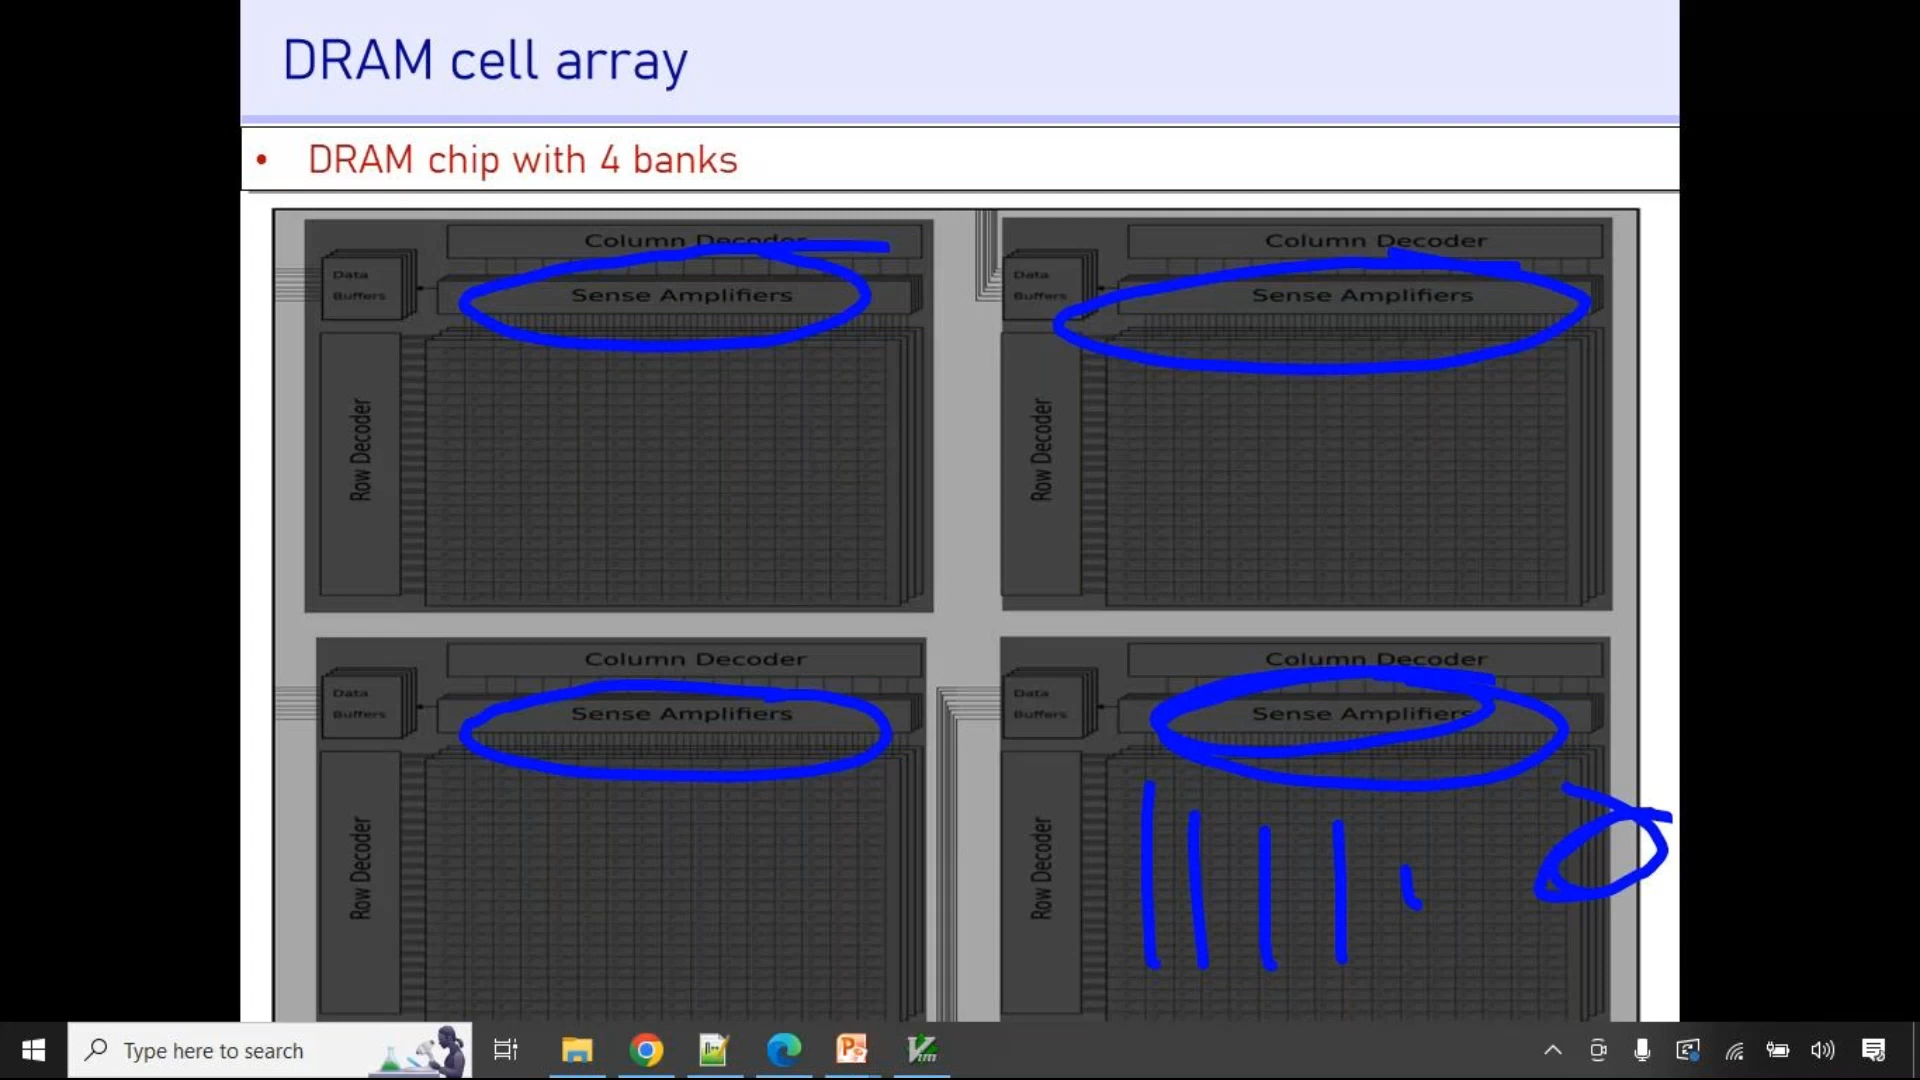 DRAM cell array
• DRAM chip with 4 banks
Column Decoder
Data
Buffers
Sense Amplifiers
Row Decoder
Column Decoder
Data
Buffers
Sense Amplifiers
Row Decoder
Column Decoder
Data
Buffers
Sense Amplifiers
Row Decoder
Column Decoder
Data
Buffers
Sense Amplifiers
Row Decoder
Type here to search